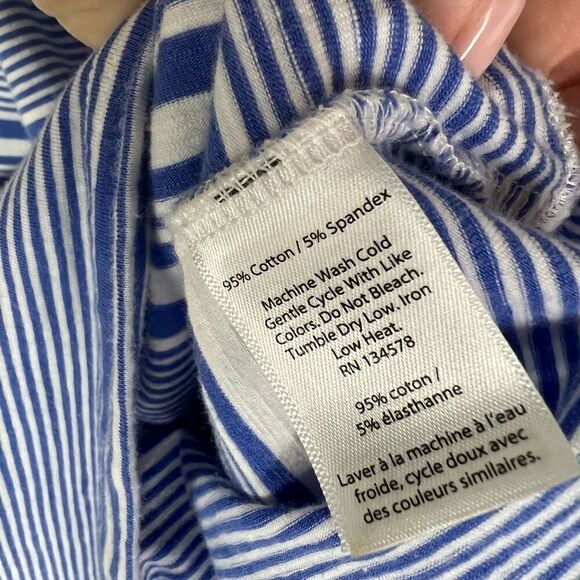 95% Cotton / 5% Spandex
Machine Wash Cold
Gentle Cycle With Like
Colors. Do Not Bleach.
Tumble Dry Low. Iron
Low Heat.
RN 134578
95% coton /
5% élasthanne
Laver à la machine à l'eau
froide, cycle doux avec
des couleurs similaires.